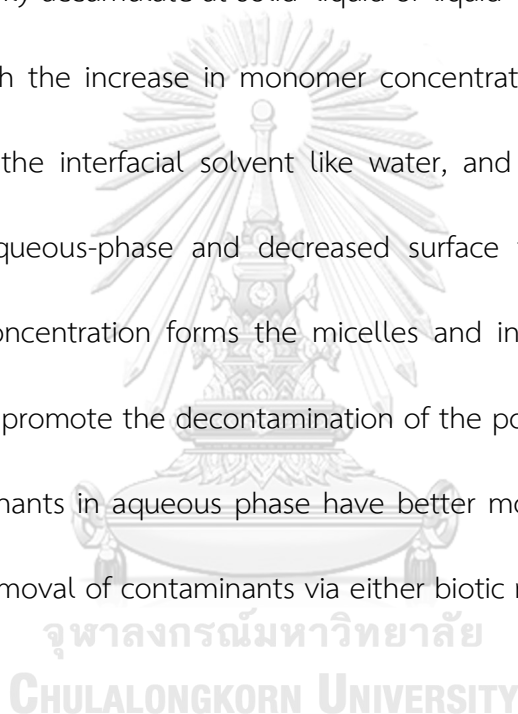 accumulate at solid-liquid or liquid
the increase in monomer concentrat
the interfacial solvent like water, and
queous-phase and decreased surface
oncentration forms the micelles and in
promote the decontamination of the po
nants in aqueous phase have better mo
moval of contaminants via either biotic
จุฬาลงกรณ์มหาวิทยาลัย
CHULALONGKORN UNIVERSITY